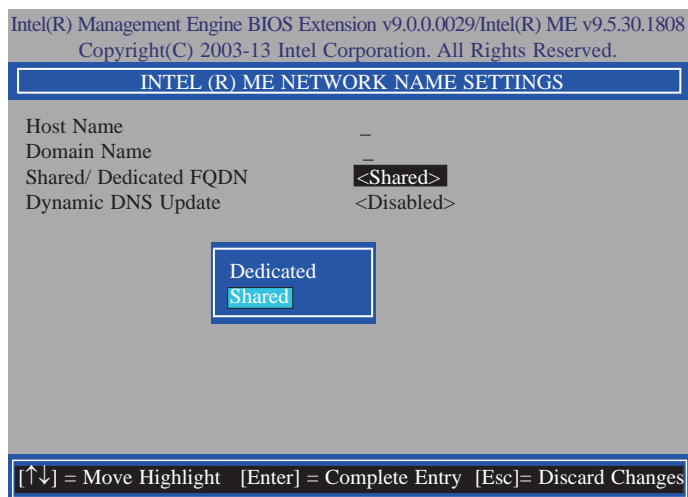 Intel(R) Management Engine BIOS Extension v9.0.0.0029/Intel(R) ME v9.5.30.1808
Copyright(C) 2003-13 Intel Corporation. All Rights Reserved.
INTEL (R) ME NETWORK NAME SETTINGS
Host Name _
Domain Name _
Shared/ Dedicated FQDN <Shared>
Dynamic DNS Update <Disabled>
Dedicated
Shared
[↑↓] = Move Highlight [Enter] = Complete Entry [Esc]= Discard Changes